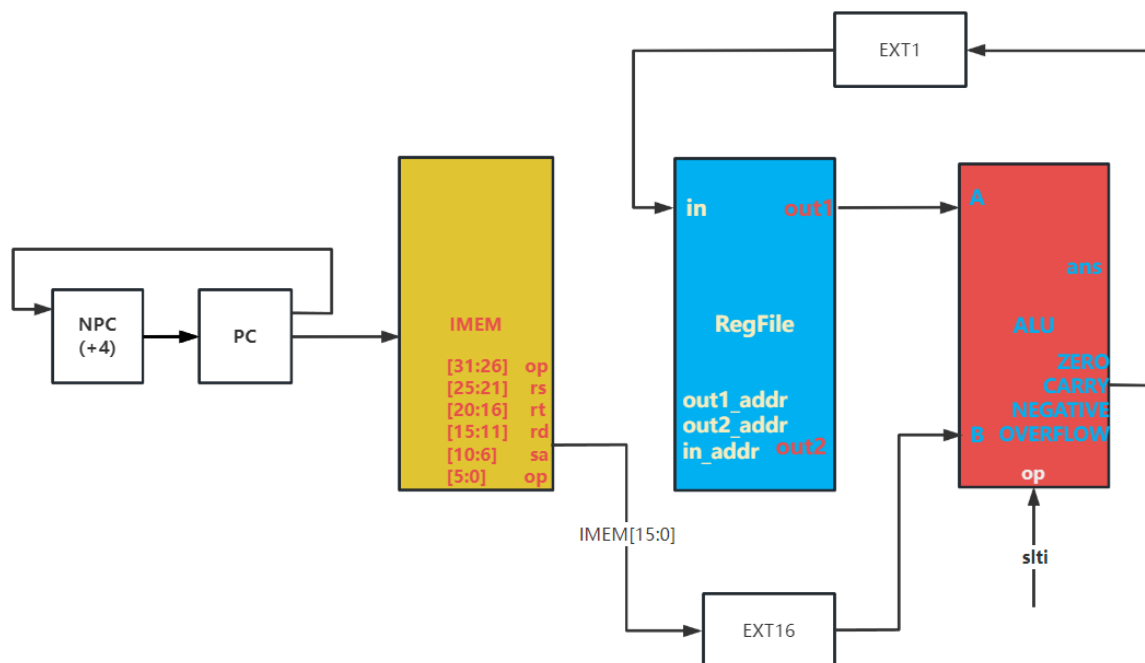 EXT1
in
out1
A
ans
NPC
(+4)
PC
IMEM
RegFile
ALU
[31:26] op
[25:21] rs
[20:16] rt
[15:11] rd
[10:6] sa
[5:0] op
out1_addr
out2_addr
in_addr
out2
ZERO
CARRY
NEGATIVE
B OVERFLOW
op
IMEM[15:0]
slti
EXT16